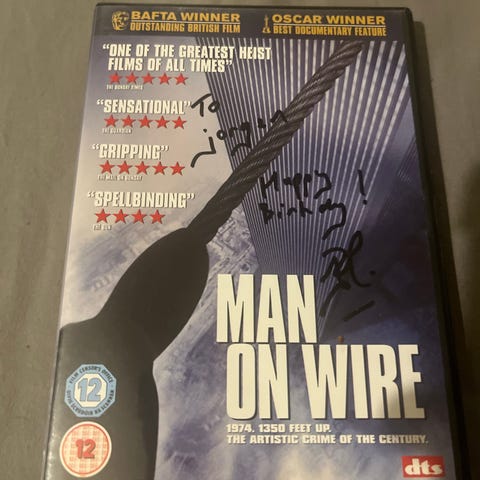 BAFTA WINNER
OUTSTANDING BRITISH FILM
OSCAR WINNER
BEST DOCUMENTARY FEATURE
"ONE OF THE GREATEST HEIST
FILMS OF ALL TIMES"
THE SUNDAY TIMES
"SENSATIONAL"
THE GUARDIAN
"GRIPPING"
THE MAIL ON SUNDAY
"SPELLBINDING"
THE SUN
To
Happy
Birthday!
MAN
ON WIRE
1974. 1350 FEET UP.
THE ARTISTIC CRIME OF THE CENTURY.
12
12
dts